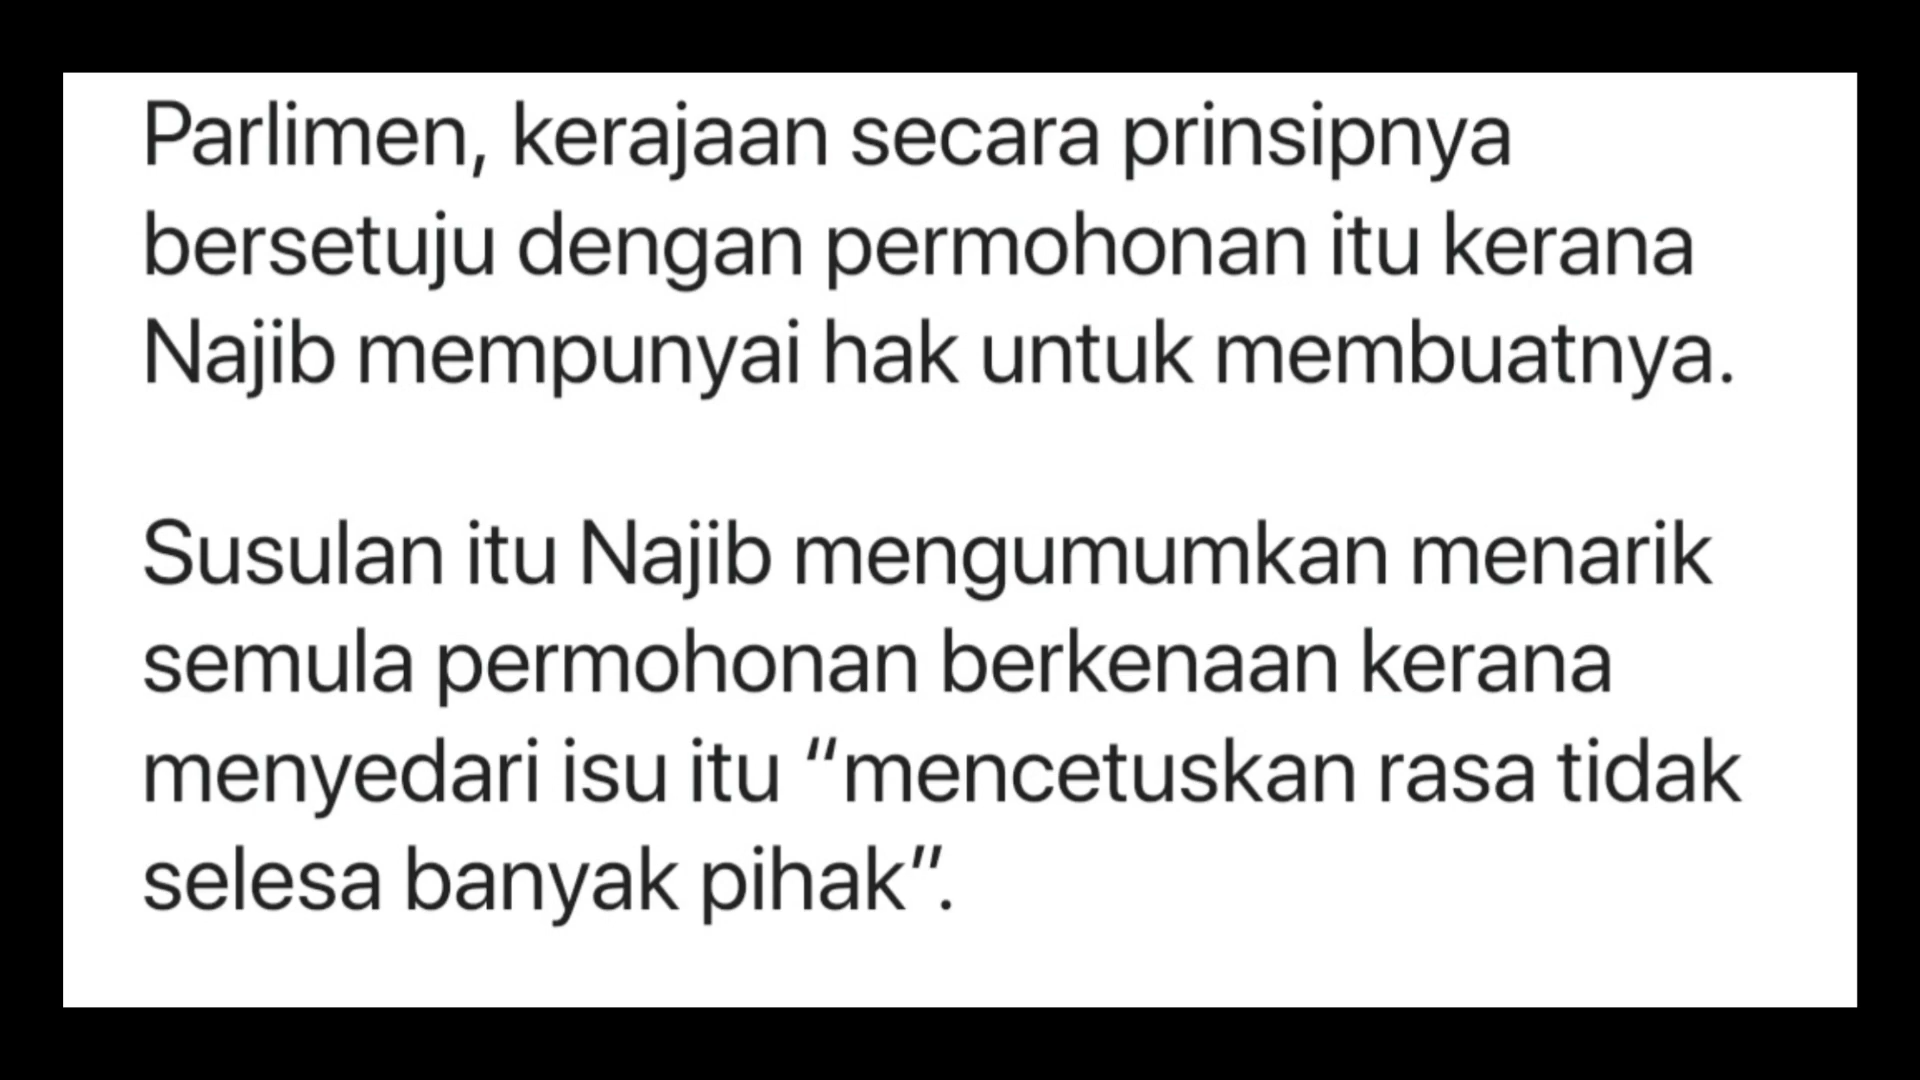 Parlimen, kerajaan secara prinsipnya
bersetuju dengan permohonan itu kerana
Najib mempunyai hak untuk membuatnya.
Susulan itu Najib mengumumkan menarik
semula permohonan berkenaan kerana
menyedari isu itu “mencetuskan rasa tidak
selesa banyak pihak”.